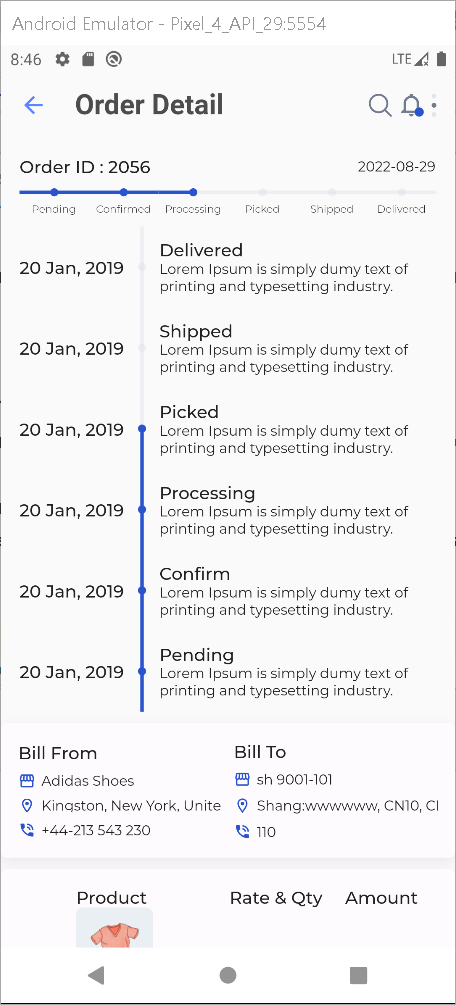 Android Emulator - Pixel_4_API_29:5554
8:46 LTE
Order Detail
Order ID : 2056 2022-08-29
Pending Confirmed Processing Picked Shipped Delivered
Delivered
20 Jan, 2019
Lorem Ipsum is simply dumy text of
printing and typesetting industry.
Shipped
20 Jan, 2019
Lorem Ipsum is simply dumy text of
printing and typesetting industry.
Picked
20 Jan, 2019
Lorem Ipsum is simply dumy text of
printing and typesetting industry.
Processing
20 Jan, 2019
Lorem Ipsum is simply dumy text of
printing and typesetting industry.
Confirm
20 Jan, 2019
Lorem Ipsum is simply dumy text of
printing and typesetting industry.
Pending
20 Jan, 2019
Lorem Ipsum is simply dumy text of
printing and typesetting industry.
Bill From
Adidas Shoes
Kingston, New York, Unite
+44-213 543 230
Bill To
sh 9001-101
Shang:wwwwww, CN10, Cl
110
Product Rate & Qty Amount